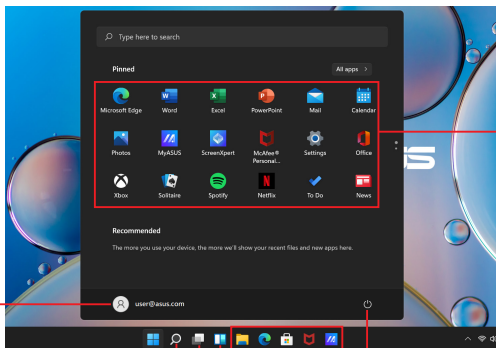 Type here to search
Pinned
All apps >
Microsoft Edge Word Excel PowerPoint Mail Calendar
Photos MyASUS ScreenXpert McAfee® Personal... Settings Office
Xbox Solitaire Spotify Netflix To Do News
Recommended
The more you use your device, the more we'll show your recent files and new apps here.
user@asus.com